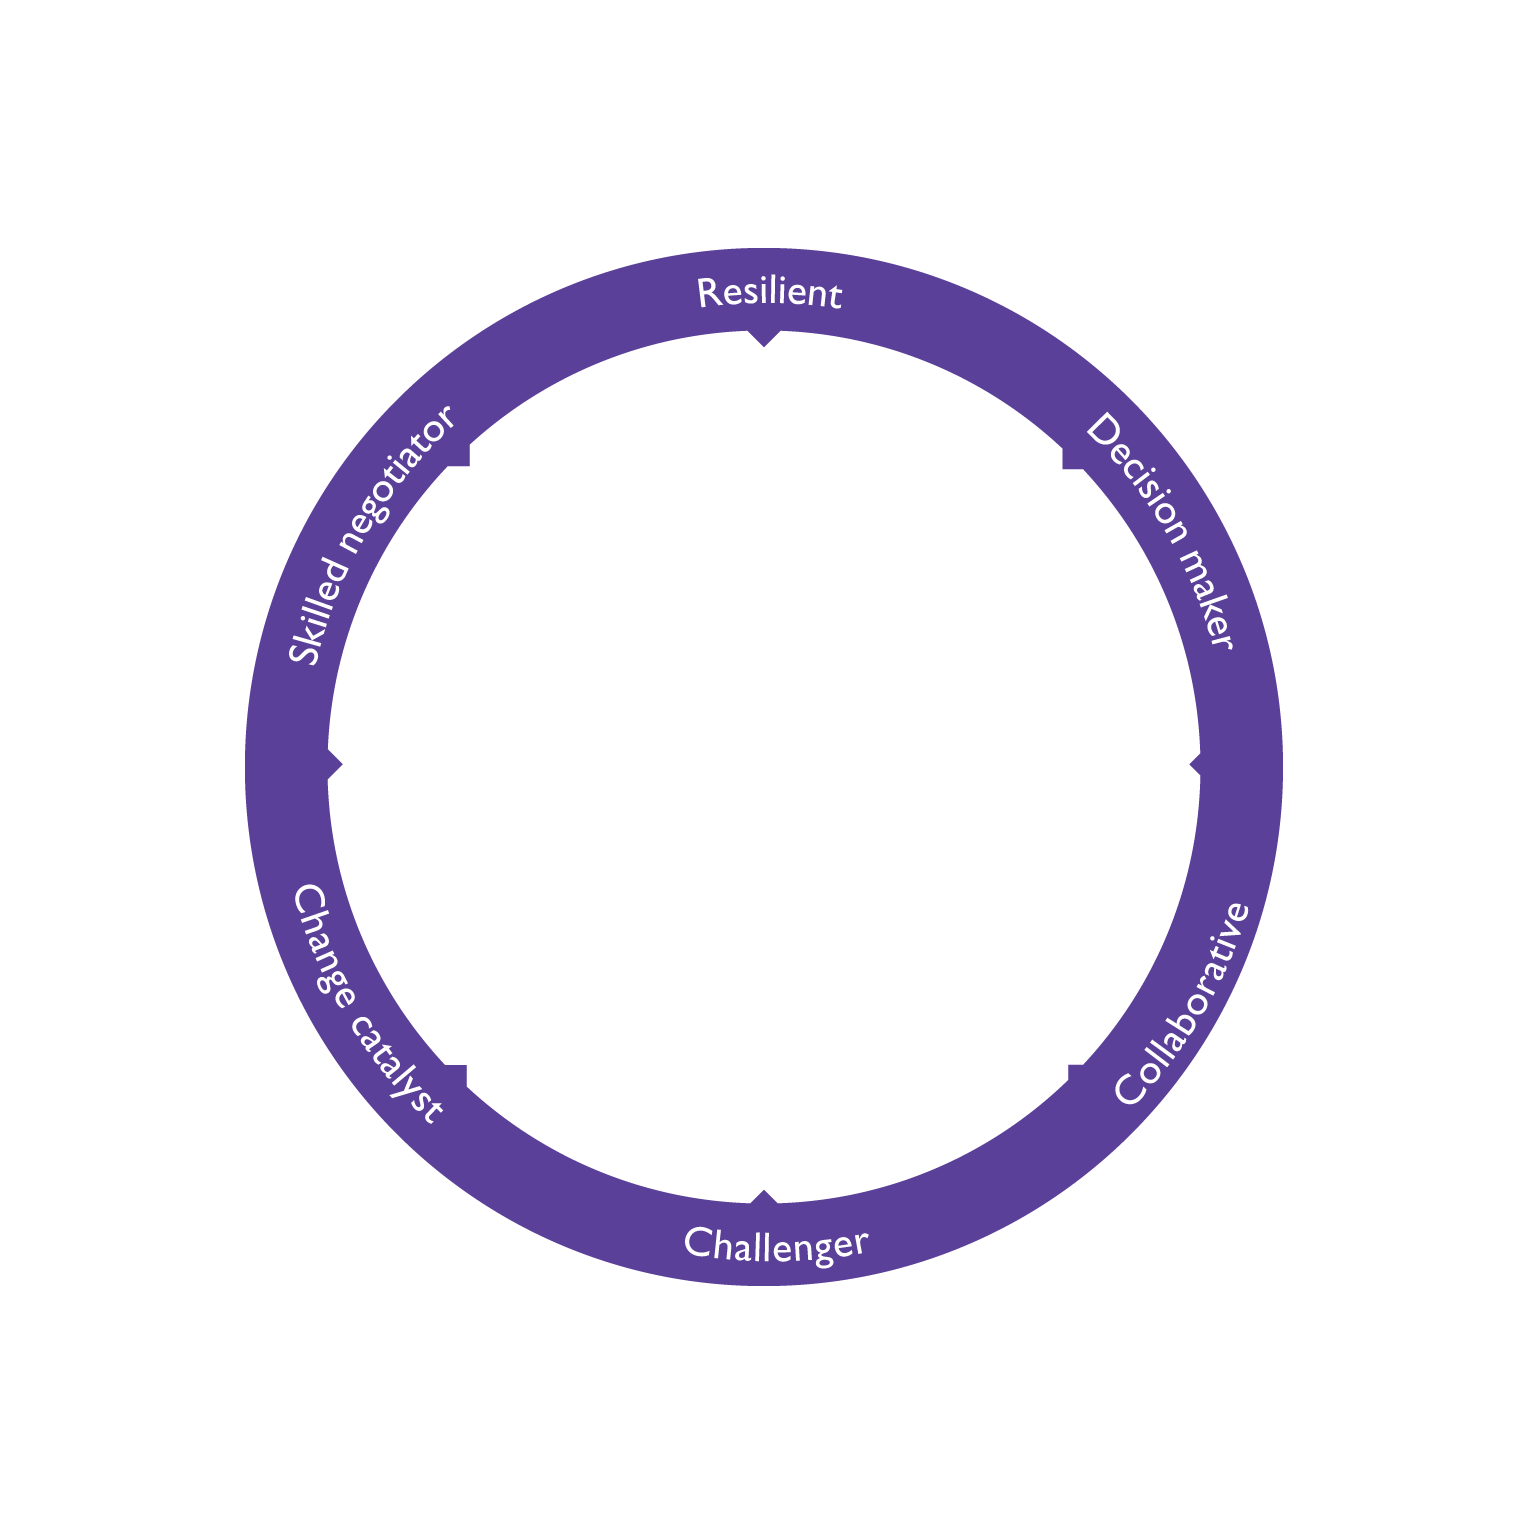 Resilient
Decision maker
Collaborative
Challenger
Change catalyst
Skilled negotiator